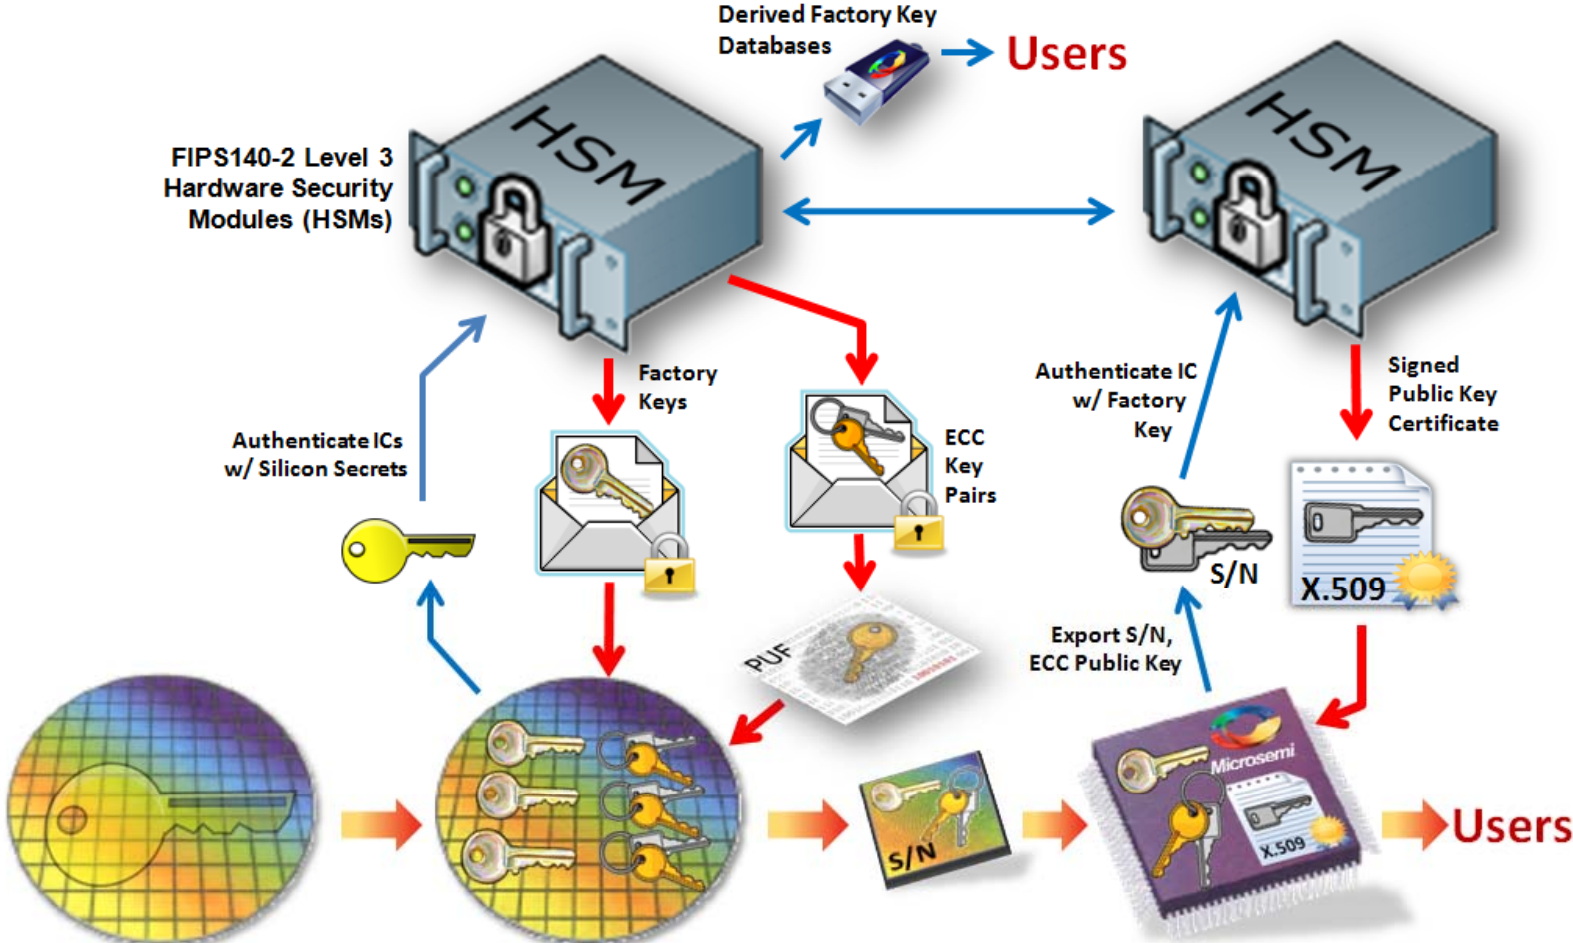 Derived Factory Key
Databases
Users
HSM
HSM
FIPS140-2 Level 3
Hardware Security
Modules (HSMs)
Factory
Keys
Authenticate IC
w/ Factory
Key
Signed
Public Key
Certificate
Authenticate ICs
w/ Silicon Secrets
ECC
Key
Pairs
S/N
X.509
PUF
Export S/N,
ECC Public Key
Microsemi
S/N
X.509
Users